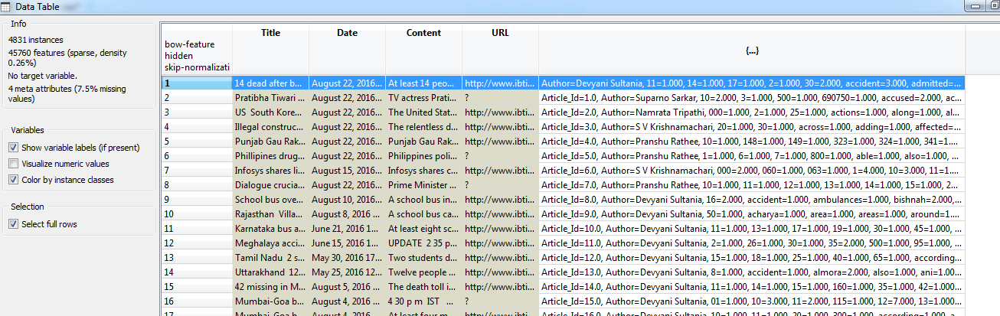 Data Table
Info
4831 instances
45760 features (sparse, density
0.26%)
No target variable.
4 meta attributes (7.5% missing
values)
Variables
Show variable labels (if present)
Visualize numeric values
Color by instance classes
Selection
Select full rows
Title Date Content URL {...}
bow-feature
hidden
skip-normalizati
1 14 dead after b... August 22, 2016... At least 14 peo... http://www.ibti... Author=Devyani Sultania, 11=1.000, 14=1.000, 17=1.000, 2=1.000, 30=2.000, accident=3.000, admitted=...
2 Pratibha Tiwari ... August 22, 2016... TV actress Prati... ? Article_Id=1.0, Author=Suparno Sarkar, 10=2.000, 3=1.000, 500=1.000, 690750=1.000, accused=2.000, ac...
3 US South Kore... August 22, 2016... The United Stat... http://www.ibti... Article_Id=2.0, Author=Namrata Tripathi, 000=1.000, 2=1.000, 25=1.000, actions=1.000, along=1.000, al...
4 Illegal construc... August 22, 2016... The relentless d... http://www.ibti... Article_Id=3.0, Author=S V Krishnamachari, 20=1.000, 30=1.000, across=1.000, adding=1.000, affected=...
5 Punjab Gau Rak... August 22, 2016... The Punjab Poli... http://www.ibti... Article_Id=4.0, Author=Pranshu Rathee, 10=1.000, 148=1.000, 149=1.000, 323=1.000, 324=1.000, 341=1....
6 Phillipines drug... August 22, 2016... Philippines poli... ? Article_Id=5.0, Author=Pranshu Rathee, 1=1.000, 6=1.000, 7=1.000, 800=1.000, able=1.000, also=1.000, ...
7 Infosys shares li... August 15, 2016... Infosys shares c... http://www.ibti... Article_Id=6.0, Author=S V Krishnamachari, 000=2.000, 060=1.000, 063=1.000, 1=4.000, 10=3.000, 11=1...
8 Dialogue crucia... August 22, 2016... Prime Minister ... ? Article_Id=7.0, Author=Pranshu Rathee, 10=1.000, 11=1.000, 12=1.000, 13=1.000, 14=1.000, 15=1.000, 2...
9 School bus ove... August 10, 2016... A school bus in... http://www.ibti... Article_Id=8.0, Author=Devyani Sultania, 16=2.000, accident=1.000, ambulances=1.000, bishnah=2.000,...
10 Rajasthan Villa... August 8, 2016 ... A school bus ca... http://www.ibti... Article_Id=9.0, Author=Devyani Sultania, 50=1.000, acharya=1.000, area=1.000, areas=1.000, around=1...
11 Karnataka bus a... June 21, 2016 1... At least eight sc... http://www.ibti... Article_Id=10.0, Author=Devyani Sultania, 11=1.000, 13=1.000, 17=1.000, 19=1.000, 30=1.000, 45=1.000, ...
12 Meghalaya acci... June 15, 2016 1... UPDATE 2 35 p... http://www.ibti... Article_Id=11.0, Author=Devyani Sultania, 2=1.000, 26=1.000, 30=1.000, 35=2.000, 500=1.000, 95=1.000, ...
13 Tamil Nadu 2 s... May 30, 2016 17... Two students d... http://www.ibti... Article_Id=12.0, Author=Devyani Sultania, 15=1.000, 18=1.000, 25=1.000, 40=1.000, 65=1.000, according...
14 Uttarakhand 12... May 25, 2016 12... Twelve people ... http://www.ibti... Article_Id=13.0, Author=Devyani Sultania, 8=1.000, accident=1.000, almora=2.000, also=1.000, ani=1.00...
15 42 missing in M... August 5, 2016 ... The death toll i... http://www.ibti... Article_Id=14.0, Author=Devyani Sultania, 11=1.000, 14=1.000, 15=1.000, 160=1.000, 35=1.000, 42=1.000...
16 Mumbai-Goa b... August 4, 2016 ... 4 30 p m IST ... ? Article_Id=15.0, Author=Devyani Sultania, 01=1.000, 10=3.000, 11=2.000, 115=1.000, 12=7.000, 13=1.000...
17 Mumbai-Goa b... August 4, 2016 ... At least four m... http://www.ibti... Article_Id=16.0, Author=Devyani Sultania, 10=1.000, 11=1.000, 20=1.000, 300=1.000, according=1.000, a...